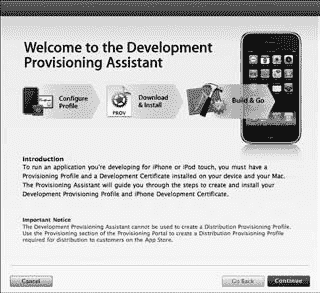 Welcome to the Development
Provisioning Assistant
Configure
Profile
PROV
Download
& Install
Build & Go
Introduction
To run an application you're developing for iPhone or iPod touch, you must have a
Provisioning Profile and a Development Certificate installed on your device and your Mac.
The Provisioning Assistant will guide you through the steps to create and install your
Development Provisioning Profile and iPhone Development Certificate.
Important Notice
The Development Provisioning Assistant cannot be used to create a Distribution Provisioning Profile.
Use the Provisioning section of the Provisioning Portal to create a Distribution Provisioning Profile
required for distribution to customers on the App Store.
Cancel
Go Back
Continue